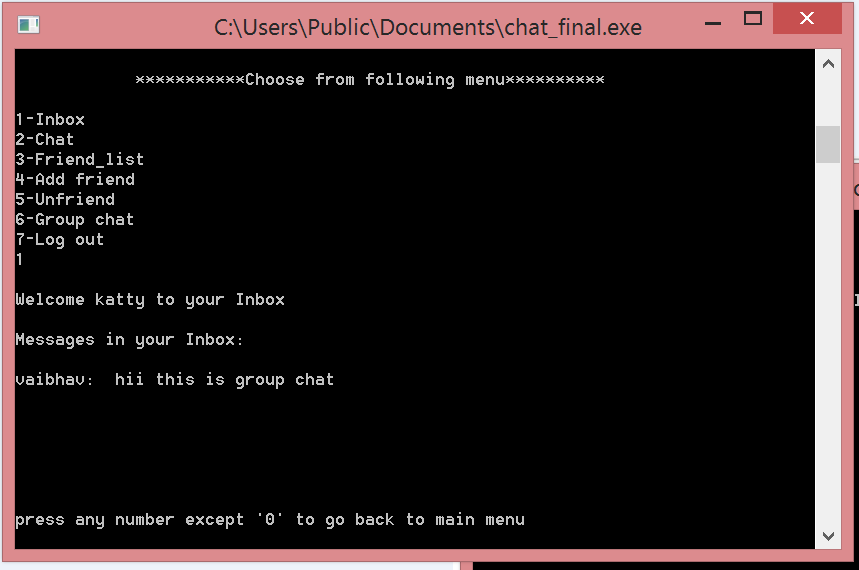 C:\Users\Public\Documents\chat_final.exe
***********Choose from following menu**********
1-Inbox
2-Chat
3-Friend_list
4-Add friend
5-Unfriend
6-Group chat
7-Log out
1
Welcome katty to your Inbox
Messages in your Inbox:
vaibhav:  hii this is group chat
press any number except '0' to go back to main menu